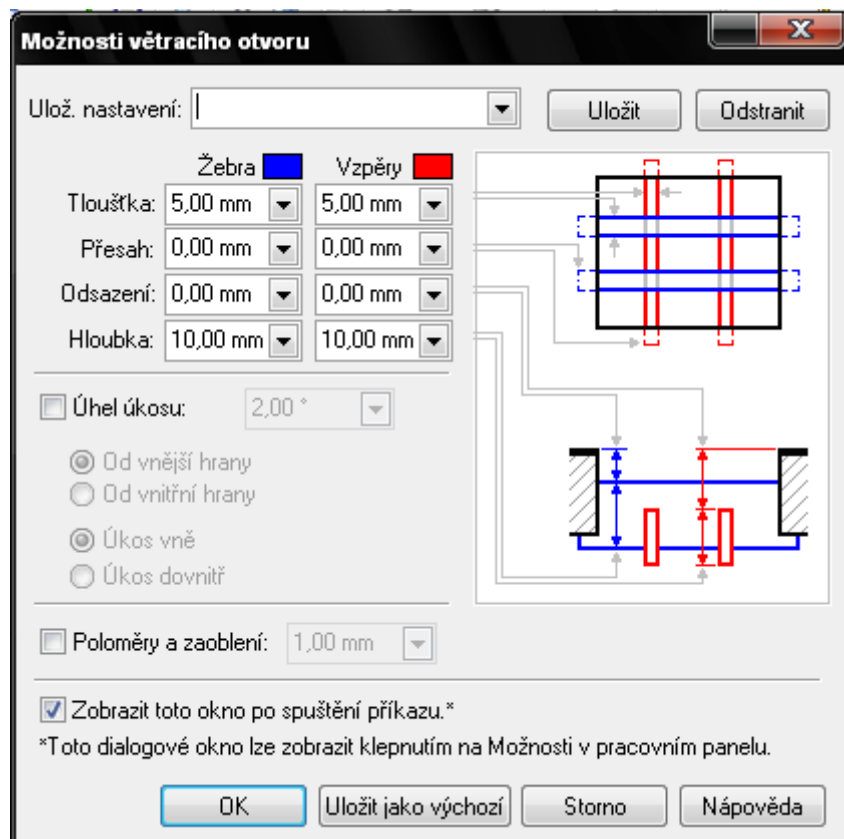 Možnosti větracího otvoru
Ulož. nastavení:
Uložit
Odstranit
Žebra
Vzpěry
Tloušťka: 5,00 mm 5,00 mm
Přesah: 0,00 mm 0,00 mm
Odsazení: 0,00 mm 0,00 mm
Hloubka: 10,00 mm 10,00 mm
Úhel úkosu: 2,00 °
Od vnější hrany
Od vnitřní hrany
Úkos vně
Úkos dovnitř
Poloměry a zaoblení: 1,00 mm
Zobrazit toto okno po spuštění příkazu.*
*Toto dialogové okno lze zobrazit klepnutím na Možnosti v pracovním panelu.
OK
Uložit jako výchozí
Storno
Nápověda